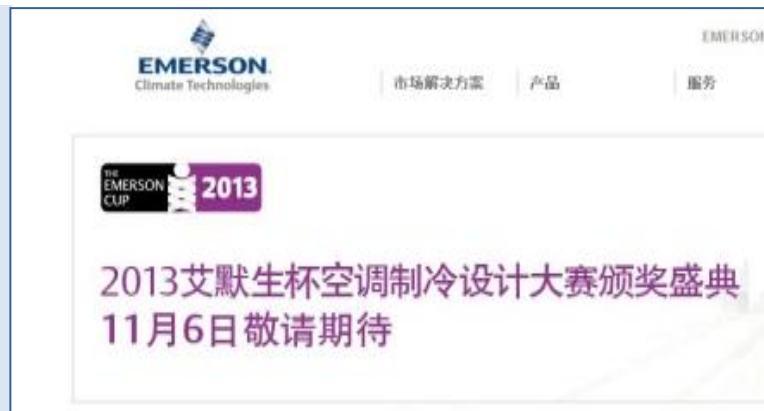 EMERSON
EMERSON.
Climate Technologies
市场解决方案
产品
服务
THE
EMERSON
CUP
2013
2013艾默生杯空调制冷设计大赛颁奖盛典
11月6日敬请期待